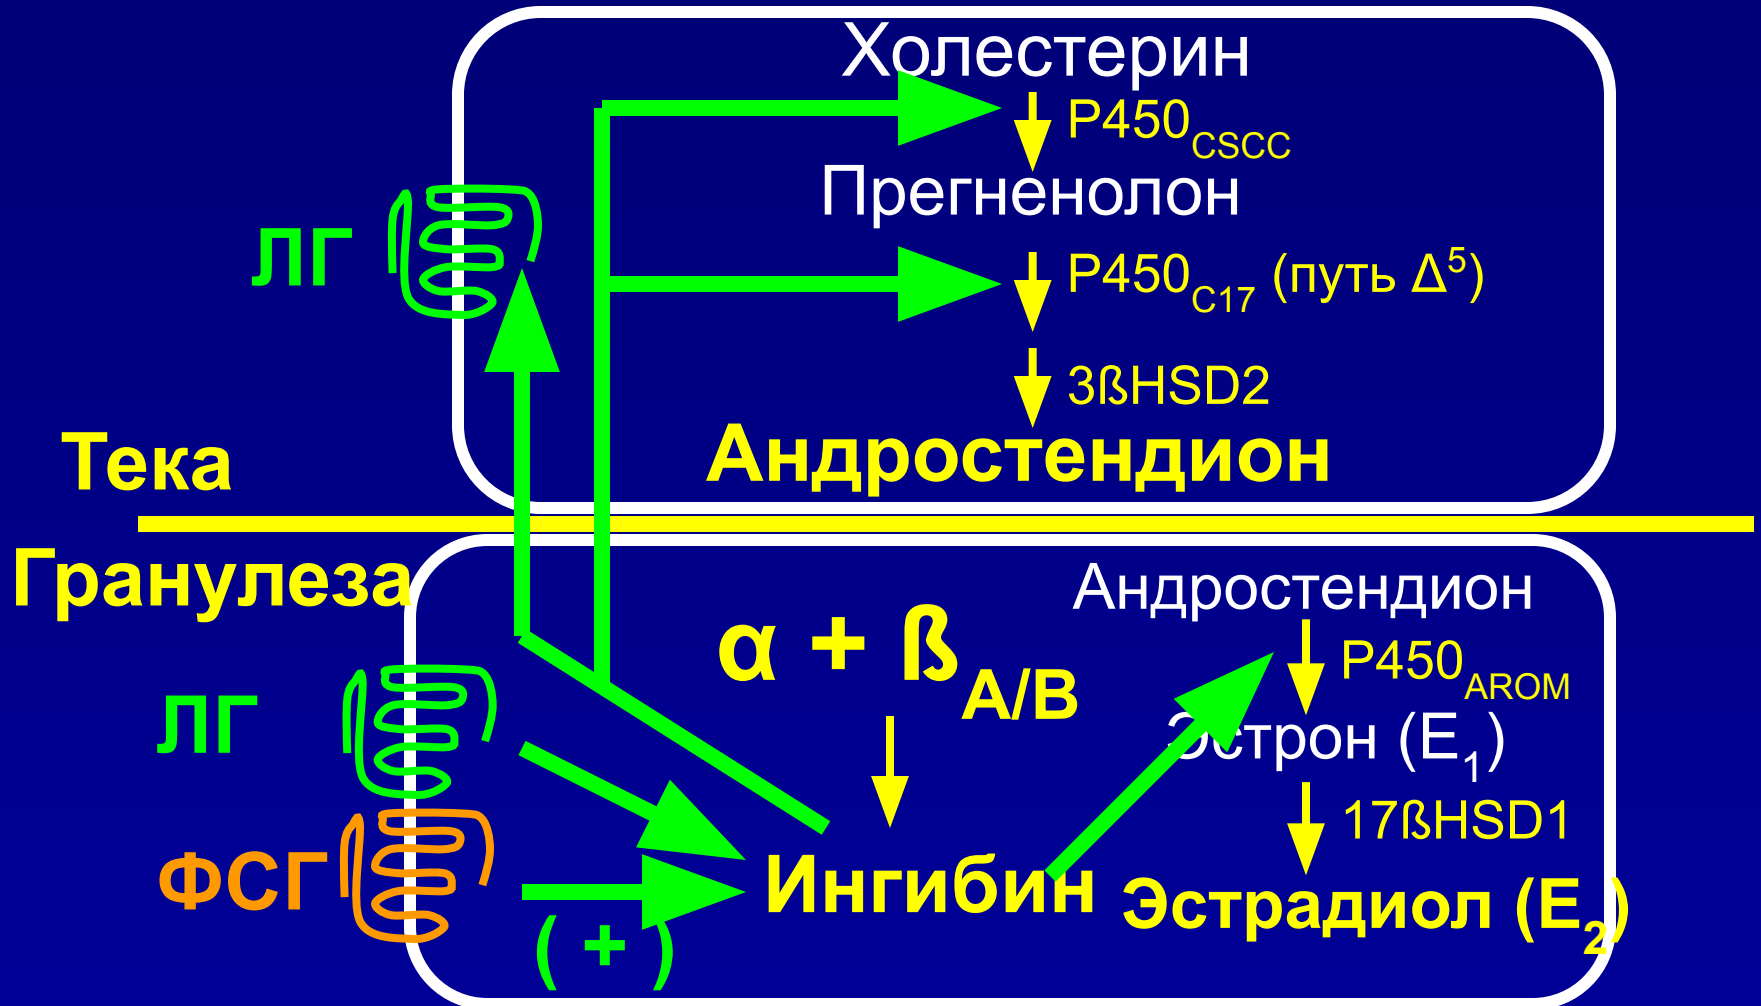 Холестерин
P450CSCC
Прегненолон
ЛГ
P450C17 (путь Δ5)
3ßHSD2
Андростендион
Тека
Гранулеза
Андростендион
α + ßA/B
P450AROM
ЛГ
Эстрон (E1)
17ßHSD1
ФСГ
Ингибин
Эстрадиол (E2)
( + )